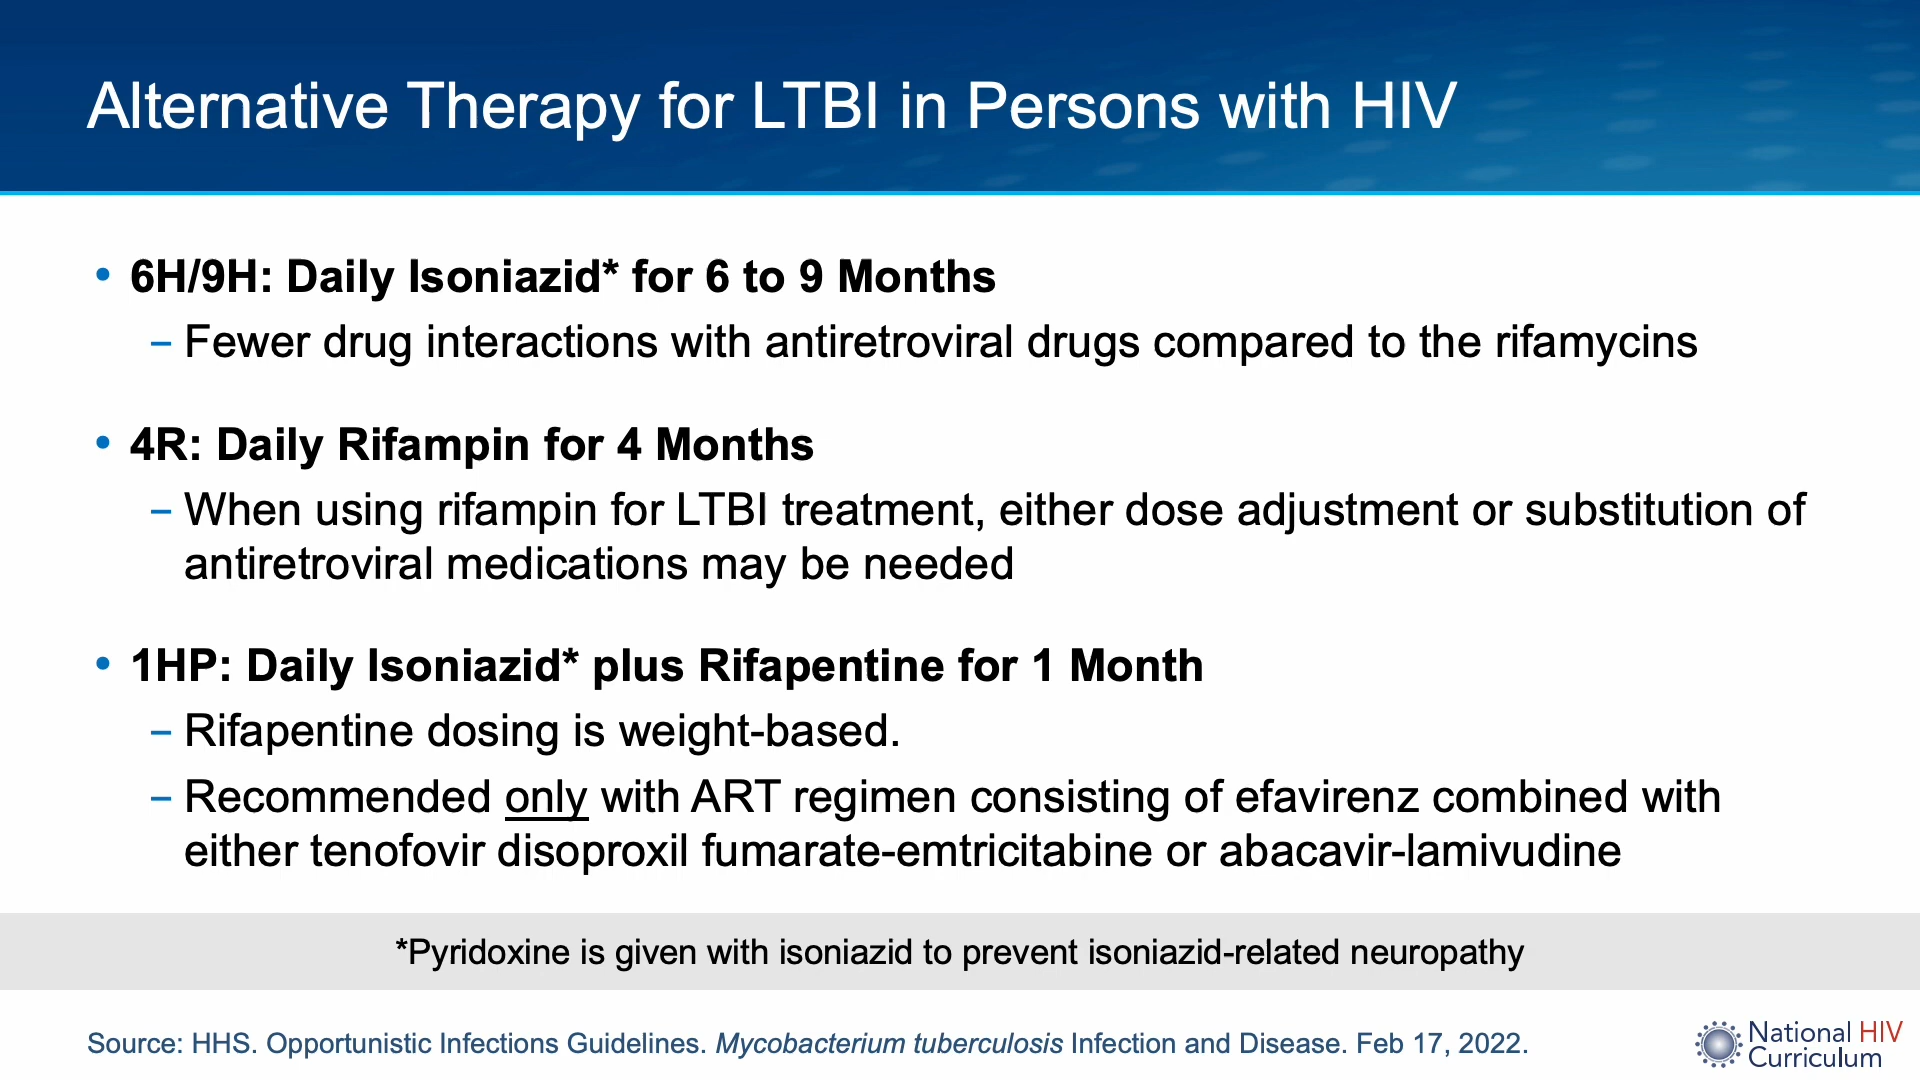 Alternative Therapy for LTBI in Persons with HIV
• 6H/9H: Daily Isoniazid* for 6 to 9 Months
– Fewer drug interactions with antiretroviral drugs compared to the rifamycins
• 4R: Daily Rifampin for 4 Months
– When using rifampin for LTBI treatment, either dose adjustment or substitution of
antiretroviral medications may be needed
• 1HP: Daily Isoniazid* plus Rifapentine for 1 Month
– Rifapentine dosing is weight-based.
– Recommended only with ART regimen consisting of efavirenz combined with
either tenofovir disoproxil fumarate-emtricitabine or abacavir-lamivudine
*Pyridoxine is given with isoniazid to prevent isoniazid-related neuropathy
Source: HHS. Opportunistic Infections Guidelines. Mycobacterium tuberculosis Infection and Disease. Feb 17, 2022.
National HIV
Curriculum